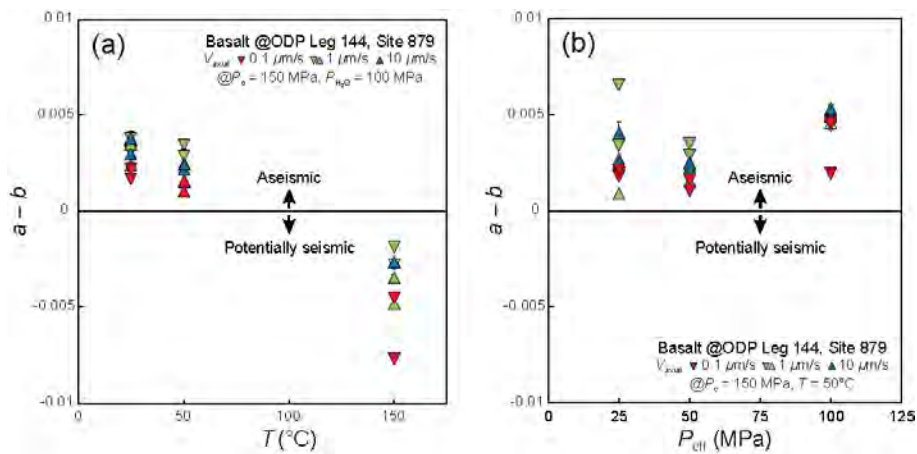 (a)
Basalt @ODP Leg 144, Site 879
V_axial ▼ 0.1 μm/s ▼▲ 1 μm/s ▲ 10 μm/s
@P_c = 150 MPa, P_H₂O = 100 MPa
0.01
0.005
0
-0.005
-0.01
a – b
Aseismic
Potentially seismic
0
50
100
150
T (°C)
(b)
0.01
0.005
0
-0.005
-0.01
a – b
Aseismic
Potentially seismic
Basalt @ODP Leg 144, Site 879
V_axial ▼ 0.1 μm/s ▼▲ 1 μm/s ▲ 10 μm/s
@P_c = 150 MPa, T = 50°C
0
25
50
75
100
125
P_eff (MPa)